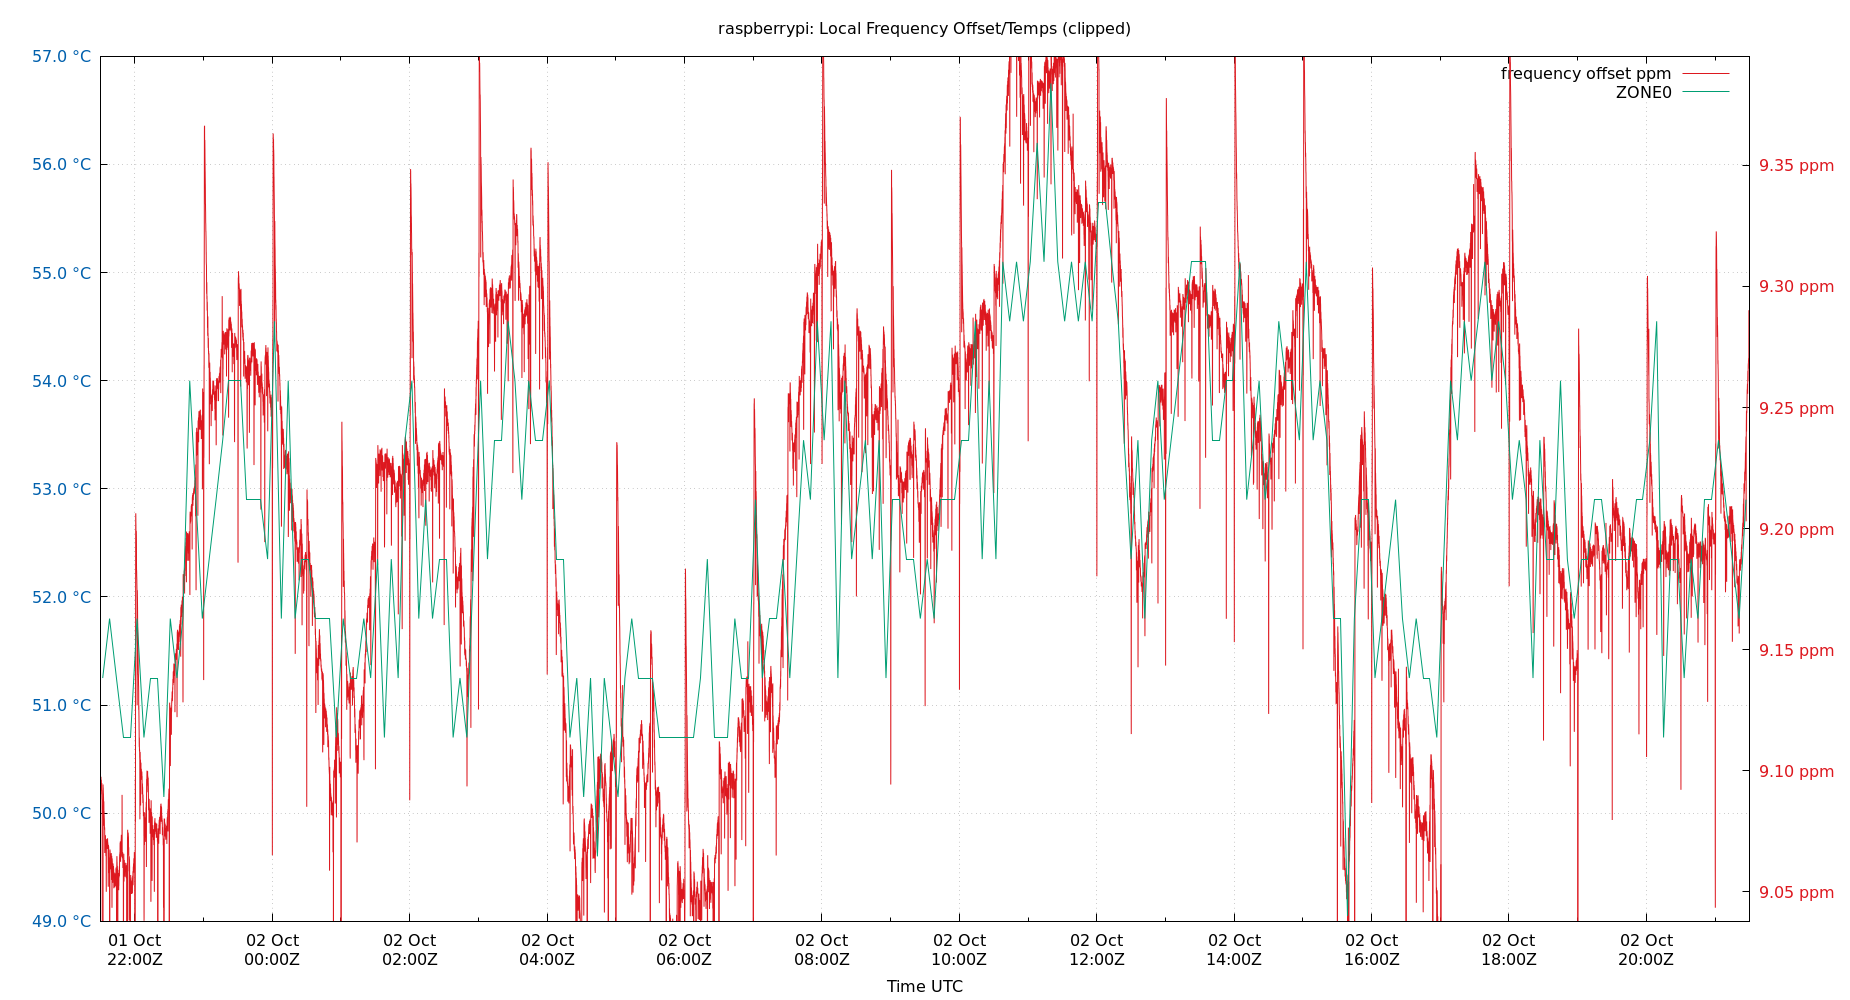 raspberrypi: Local Frequency Offset/Temps (clipped)
frequency offset ppm
ZONE0
57.0 °C
56.0 °C
55.0 °C
54.0 °C
53.0 °C
52.0 °C
51.0 °C
50.0 °C
49.0 °C
9.35 ppm
9.30 ppm
9.25 ppm
9.20 ppm
9.15 ppm
9.10 ppm
9.05 ppm
01 Oct 02 Oct 02 Oct 02 Oct 02 Oct 02 Oct 02 Oct 02 Oct 02 Oct 02 Oct 02 Oct 02 Oct
22:00Z 00:00Z 02:00Z 04:00Z 06:00Z 08:00Z 10:00Z 12:00Z 14:00Z 16:00Z 18:00Z 20:00Z
Time UTC